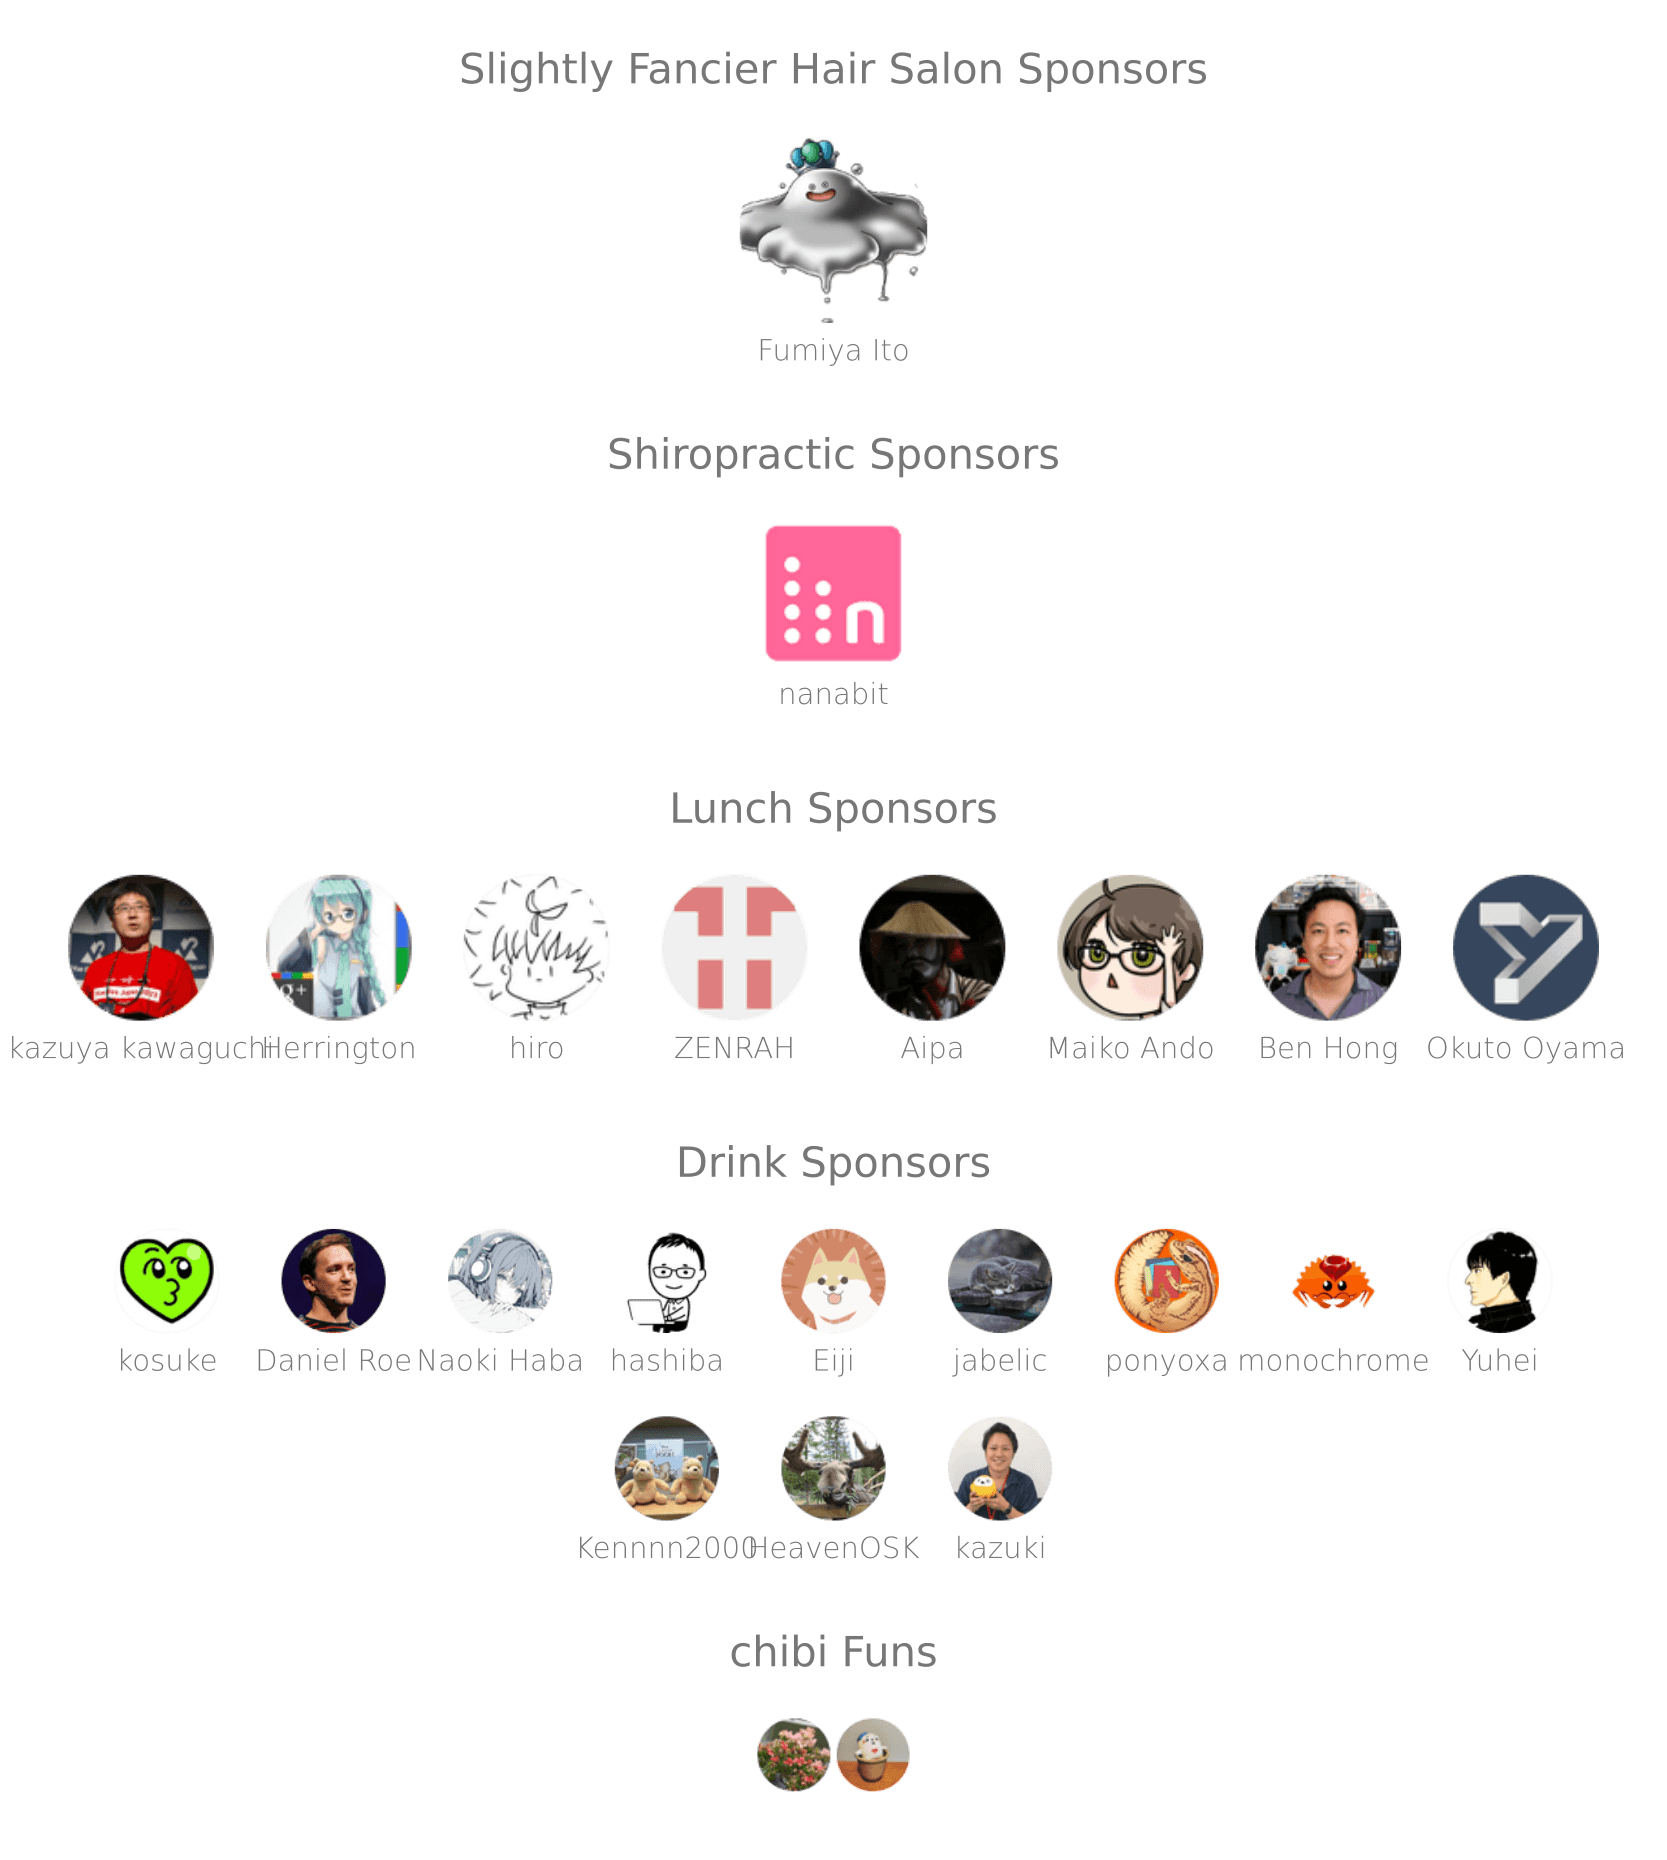 Slightly Fancier Hair Salon Sponsors
Fumiya Ito
Shiropractic Sponsors
n
nanabit
Lunch Sponsors
g+
kazuya kawaguchi Herrington hiro ZENRAH Aipa Maiko Ando Ben Hong Okuto Oyama
Drink Sponsors
kosuke Daniel Roe Naoki Haba hashiba Eiji jabelic ponyoxa monochrome Yuhei
Kennnn2000 HeavenOSK kazuki
chibi Funs